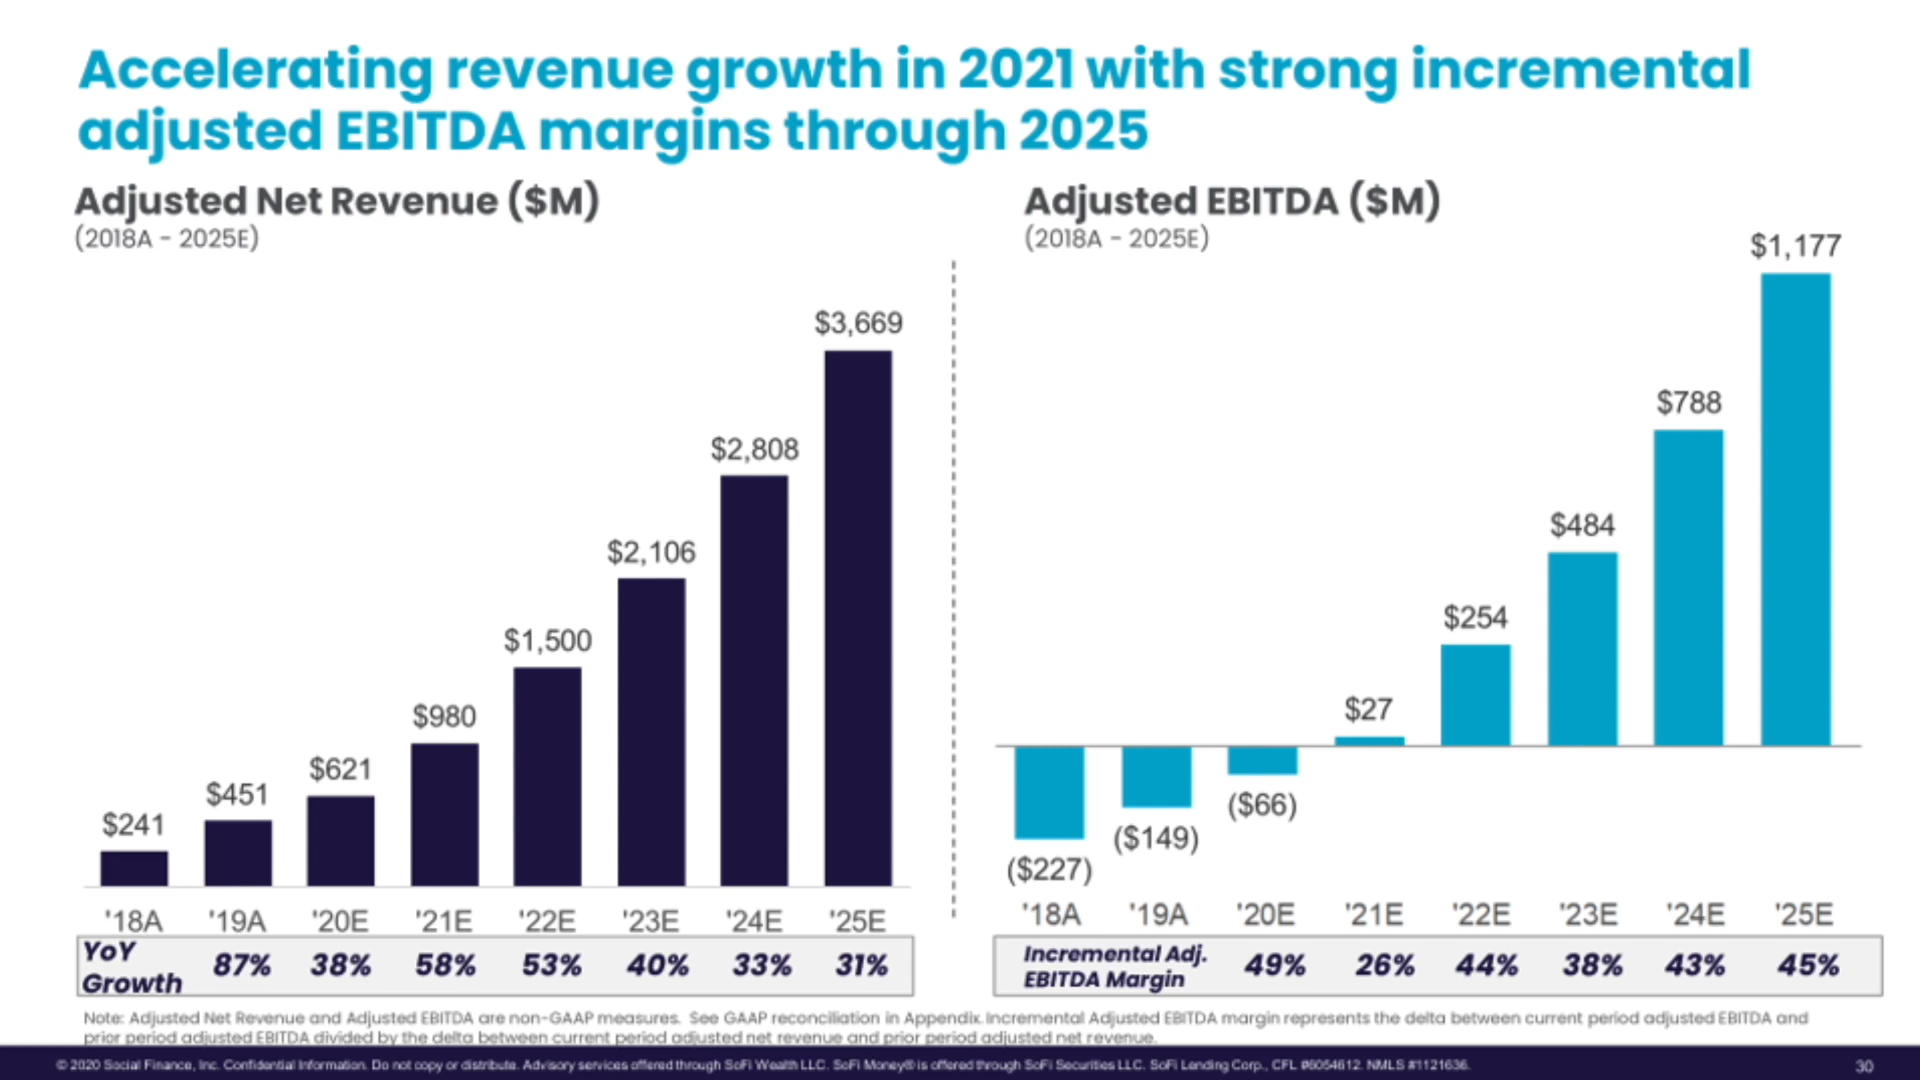 Accelerating revenue growth in 2021 with strong incremental
adjusted EBITDA margins through 2025
Adjusted Net Revenue ($M)
(2018A - 2025E)
$241
$451
$621
$980
$1,500
$2,106
$2,808
$3,669
'18A '19A '20E '21E '22E '23E '24E '25E
YoY
Growth
87% 38% 58% 53% 40% 33% 31%
Adjusted EBITDA ($M)
(2018A - 2025E)
($227)
($149)
($66)
$27
$254
$484
$788
$1,177
'18A '19A '20E '21E '22E '23E '24E '25E
Incremental Adj.
EBITDA Margin
49% 26% 44% 38% 43% 45%
Note: Adjusted Net Revenue and Adjusted EBITDA are non-GAAP measures. See GAAP reconciliation in Appendix. Incremental Adjusted EBITDA margin represents the delta between current period adjusted EBITDA and
prior period adjusted EBITDA divided by the delta between current period adjusted net revenue and prior period adjusted net revenue.
© 2020 Social Finance, Inc. Confidential Information. Do not copy or distribute. Advisory services offered through SoFi Wealth LLC. SoFi Money® is offered through SoFi Securities LLC. SoFi Lending Corp., CFL #6054612. NMLS #1121636.
30